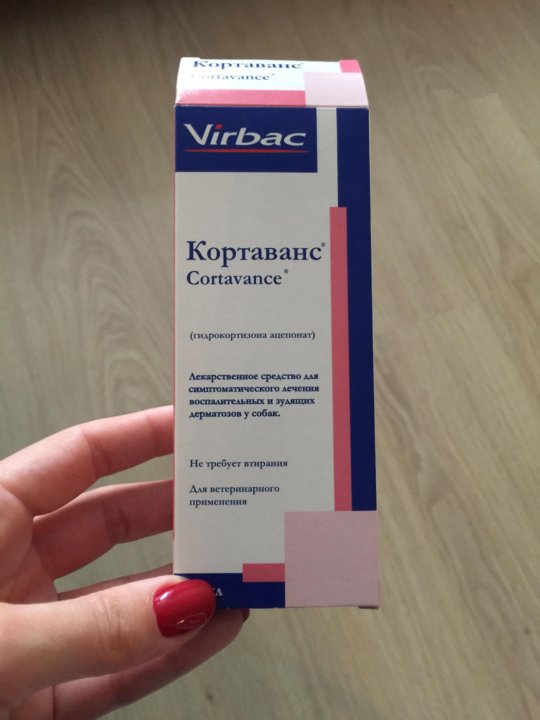 Кортаванс®
Cortavance®
Virbac
Кортаванс®
Cortavance®
(гидрокортизона ацепонат)
Лекарственное средство для
симптоматического лечения
воспалительных и зудящих
дерматозов у собак.
Не требует втирания
Для ветеринарного
применения